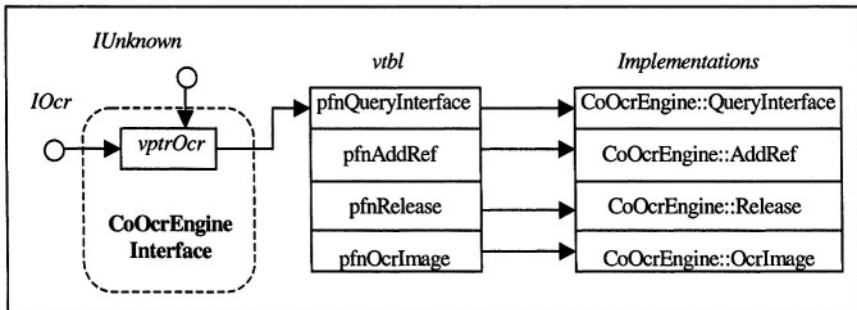 IUnknown
IOcr
vptrOcr
CoOcrEngine
Interface
vtbl
pfnQueryInterface
pfnAddRef
pfnRelease
pfnOcrImage
Implementations
CoOcrEngine::QueryInterface
CoOcrEngine::AddRef
CoOcrEngine::Release
CoOcrEngine::OcrImage